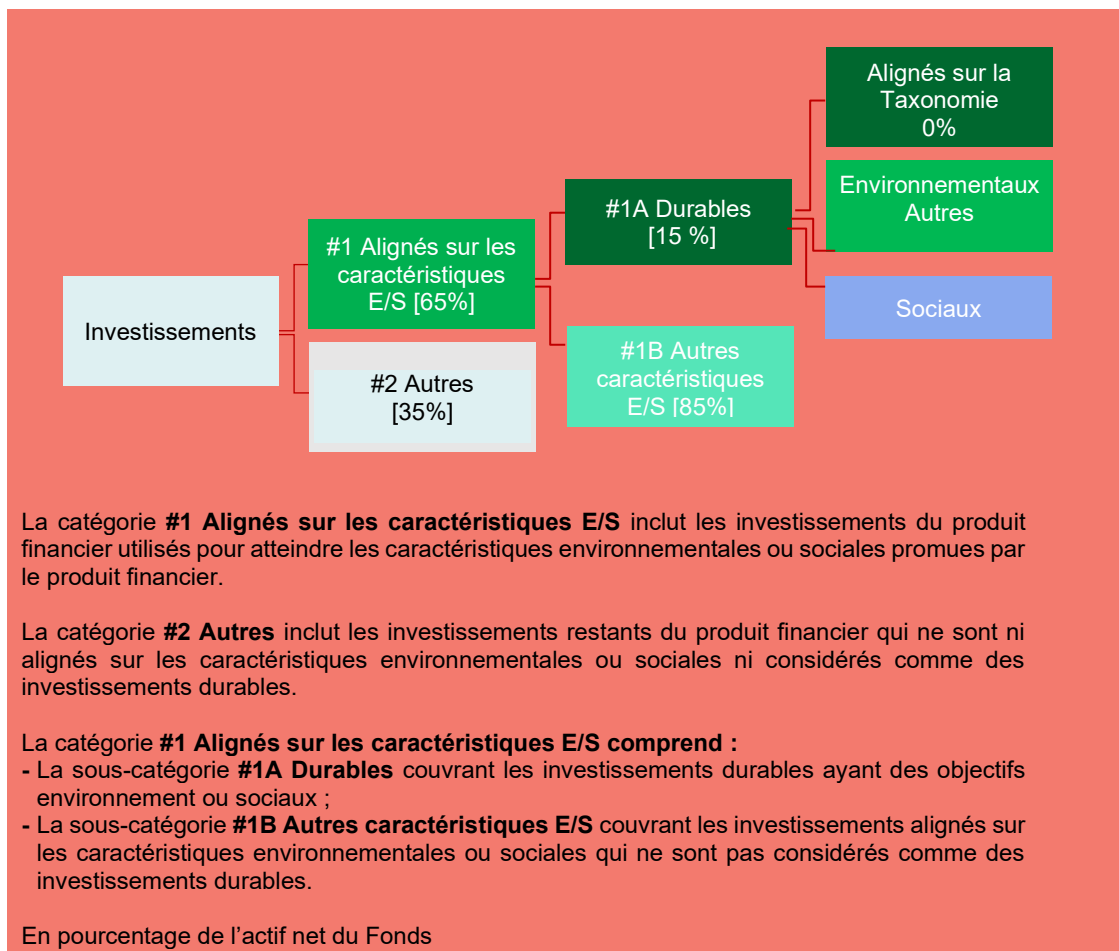 Alignés sur la
Taxonomie
0%
Environnementaux
Autres
#1A Durables
[15 %]
#1 Alignés sur les
caractéristiques
E/S [65%]
Sociaux
Investissements
#1B Autres
caractéristiques
E/S [85%]
#2 Autres
[35%]
La catégorie #1 Alignés sur les caractéristiques E/S inclut les investissements du produit
financier utilisés pour atteindre les caractéristiques environnementales ou sociales promues par
le produit financier.
La catégorie #2 Autres inclut les investissements restants du produit financier qui ne sont ni
alignés sur les caractéristiques environnementales ou sociales ni considérés comme des
investissements durables.
La catégorie #1 Alignés sur les caractéristiques E/S comprend :
- La sous-catégorie #1A Durables couvrant les investissements durables ayant des objectifs
environnement ou sociaux ;
- La sous-catégorie #1B Autres caractéristiques E/S couvrant les investissements alignés sur
les caractéristiques environnementales ou sociales qui ne sont pas considérés comme des
investissements durables.
En pourcentage de l'actif net du Fonds